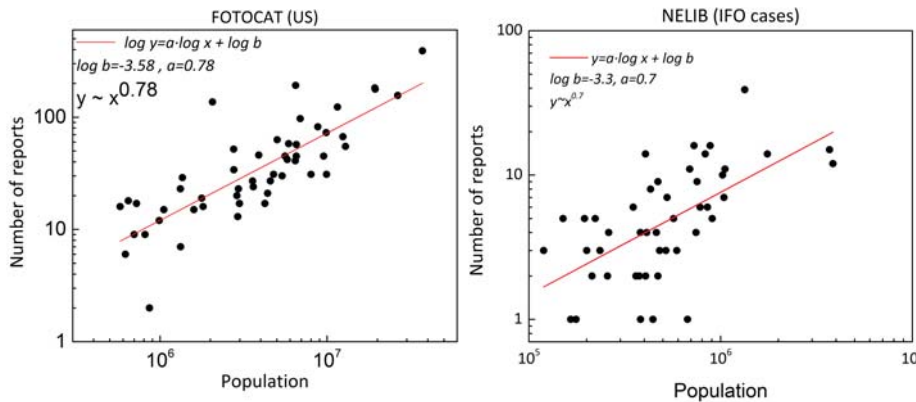 FOTOCAT (US)
log y=a·log x + log b
log b=-3.58 , a=0.78
y ~ x^0.78
Number of reports
100
10
1
10^6
10^7
Population
NELIB (IFO cases)
y=a·log x + log b
log b=-3.3, a=0.7
y~x^0.7
Number of reports
100
10
1
10^5
10^6
10
Population